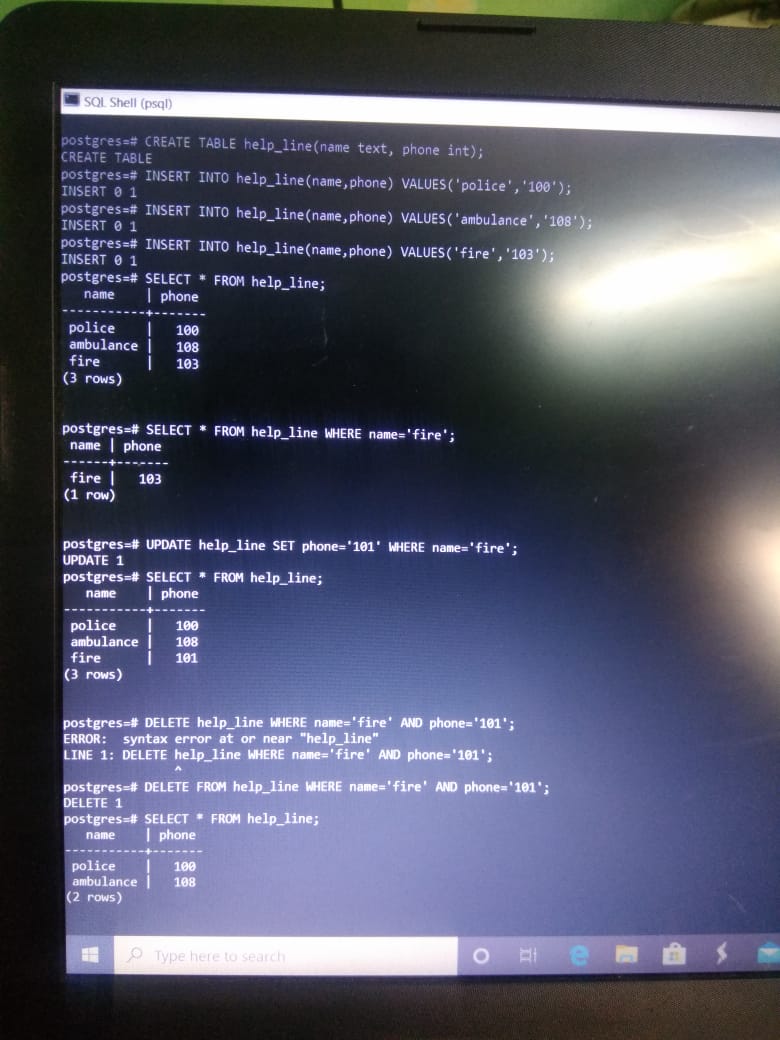 SQL Shell (psql)
postgres=# CREATE TABLE help_line(name text, phone int);
CREATE TABLE
postgres=# INSERT INTO help_line(name,phone) VALUES('police','100');
INSERT 0 1
postgres=# INSERT INTO help_line(name,phone) VALUES('ambulance','108');
INSERT 0 1
postgres=# INSERT INTO help_line(name,phone) VALUES('fire','103');
INSERT 0 1
postgres=# SELECT * FROM help_line;
   name    | phone
-----------+-------
 police    |   100
 ambulance |   108
 fire      |   103
(3 rows)
postgres=# SELECT * FROM help_line WHERE name='fire';
 name | phone
------+-------
 fire |   103
(1 row)
postgres=# UPDATE help_line SET phone='101' WHERE name='fire';
UPDATE 1
postgres=# SELECT * FROM help_line;
   name    | phone
-----------+-------
 police    |   100
 ambulance |   108
 fire      |   101
(3 rows)
postgres=# DELETE help_line WHERE name='fire' AND phone='101';
ERROR:  syntax error at or near "help_line"
LINE 1: DELETE help_line WHERE name='fire' AND phone='101';
               ^
postgres=# DELETE FROM help_line WHERE name='fire' AND phone='101';
DELETE 1
postgres=# SELECT * FROM help_line;
   name    | phone
-----------+-------
 police    |   100
 ambulance |   108
(2 rows)
Type here to search